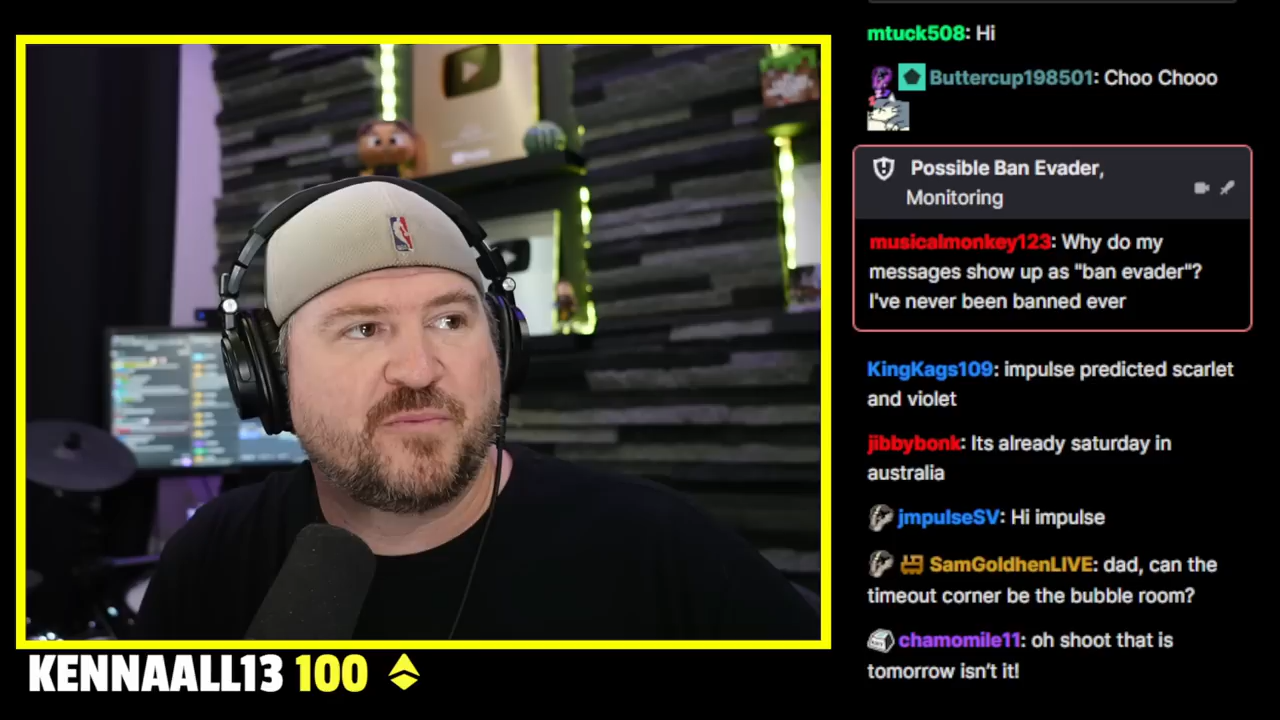 mtuck508: Hi
Buttercup198501: Choo Chooo
Possible Ban Evader,
Monitoring
musicalmonkey123: Why do my
messages show up as "ban evader"?
I've never been banned ever
KingKags109: impulse predicted scarlet
and violet
jibbybonk: Its already saturday in
australia
jmpulseSV: Hi impulse
SamGoldhenLIVE: dad, can the
timeout corner be the bubble room?
chamomile11: oh shoot that is
tomorrow isn't it!
KENNAALL13 100